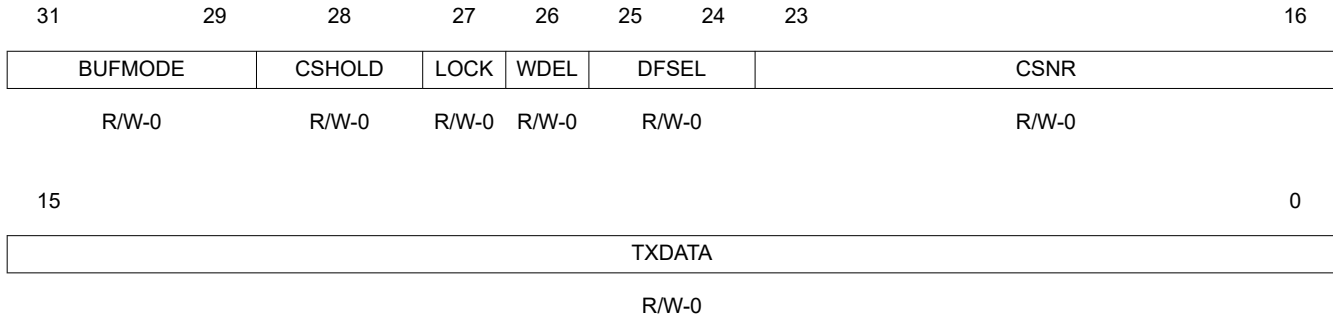 31 29 28 27 26 25 24 23 16
BUFMODE CSHOLD LOCK WDEL DFSEL CSNR
R/W-0 R/W-0 R/W-0 R/W-0 R/W-0 R/W-0
15 0
TXDATA
R/W-0